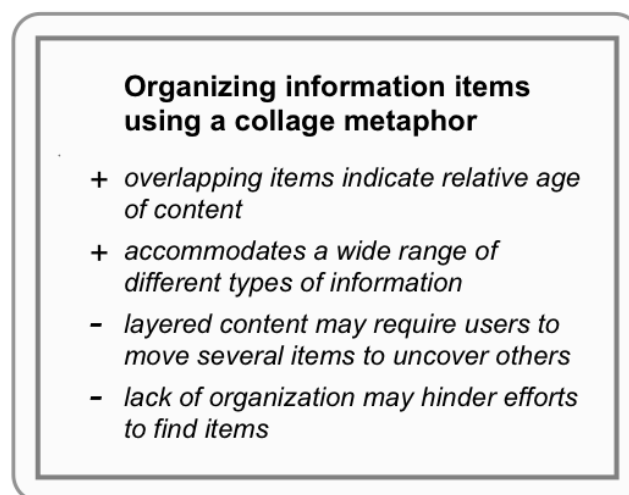 Organizing information items
using a collage metaphor
+ overlapping items indicate relative age
of content
+ accommodates a wide range of
different types of information
- layered content may require users to
move several items to uncover others
- lack of organization may hinder efforts
to find items